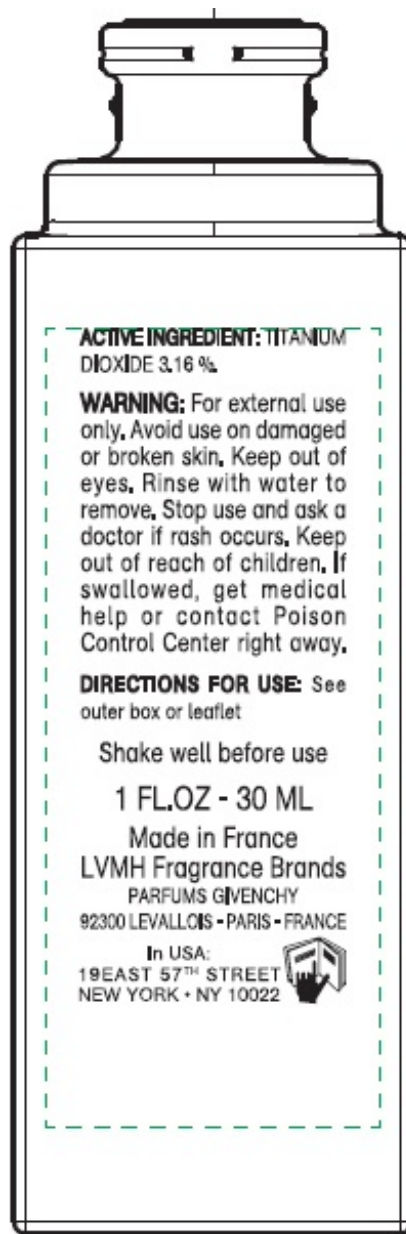 ACTIVE INGREDIENT: TITANIUM
DIOXIDE 3.16 %.
WARNING: For external use
only. Avoid use on damaged
or broken skin. Keep out of
eyes. Rinse with water to
remove. Stop use and ask a
doctor if rash occurs. Keep
out of reach of children. If
swallowed, get medical
help or contact Poison
Control Center right away.
DIRECTIONS FOR USE: See
outer box or leaflet
Shake well before use
1 FL.OZ - 30 ML
Made in France
LVMH Fragrance Brands
PARFUMS GIVENCHY
92300 LEVALLOIS - PARIS - FRANCE
In USA:
19EAST 57TH STREET
NEW YORK • NY 10022